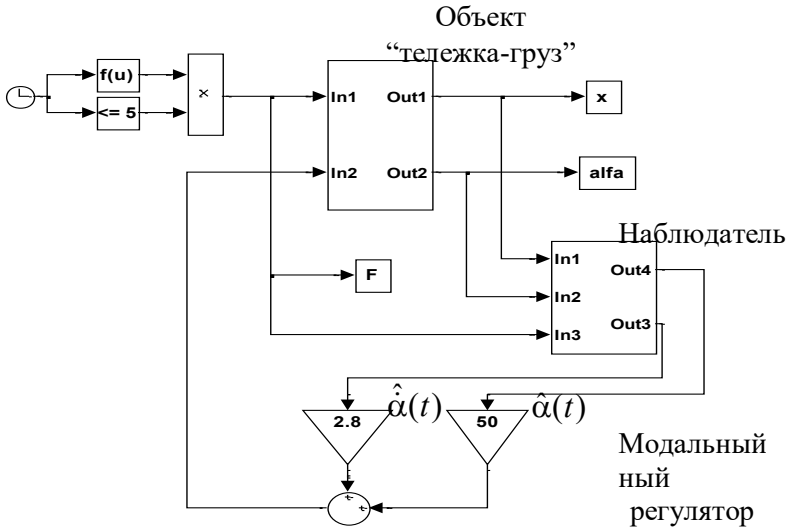 Объект
“тележка-груз”
f(u)
<= 5
×
In1
Out1
In2
Out2
x
alfa
F
Наблюдатель
In1
Out4
In2
Out3
In3
2.8
α̂̇(t)
50
α̂(t)
+
+
Модальный
ный
регулятор